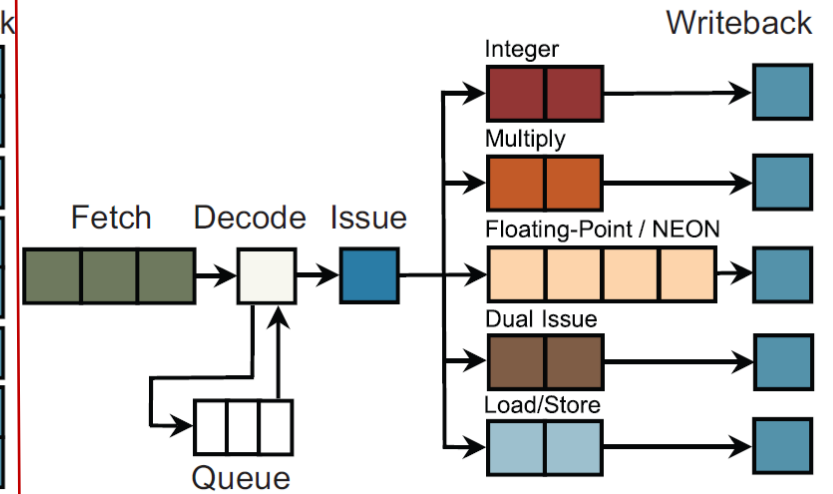 k
Writeback
Integer
Multiply
Fetch
Decode
Issue
Floating-Point / NEON
Dual Issue
Load/Store
Queue